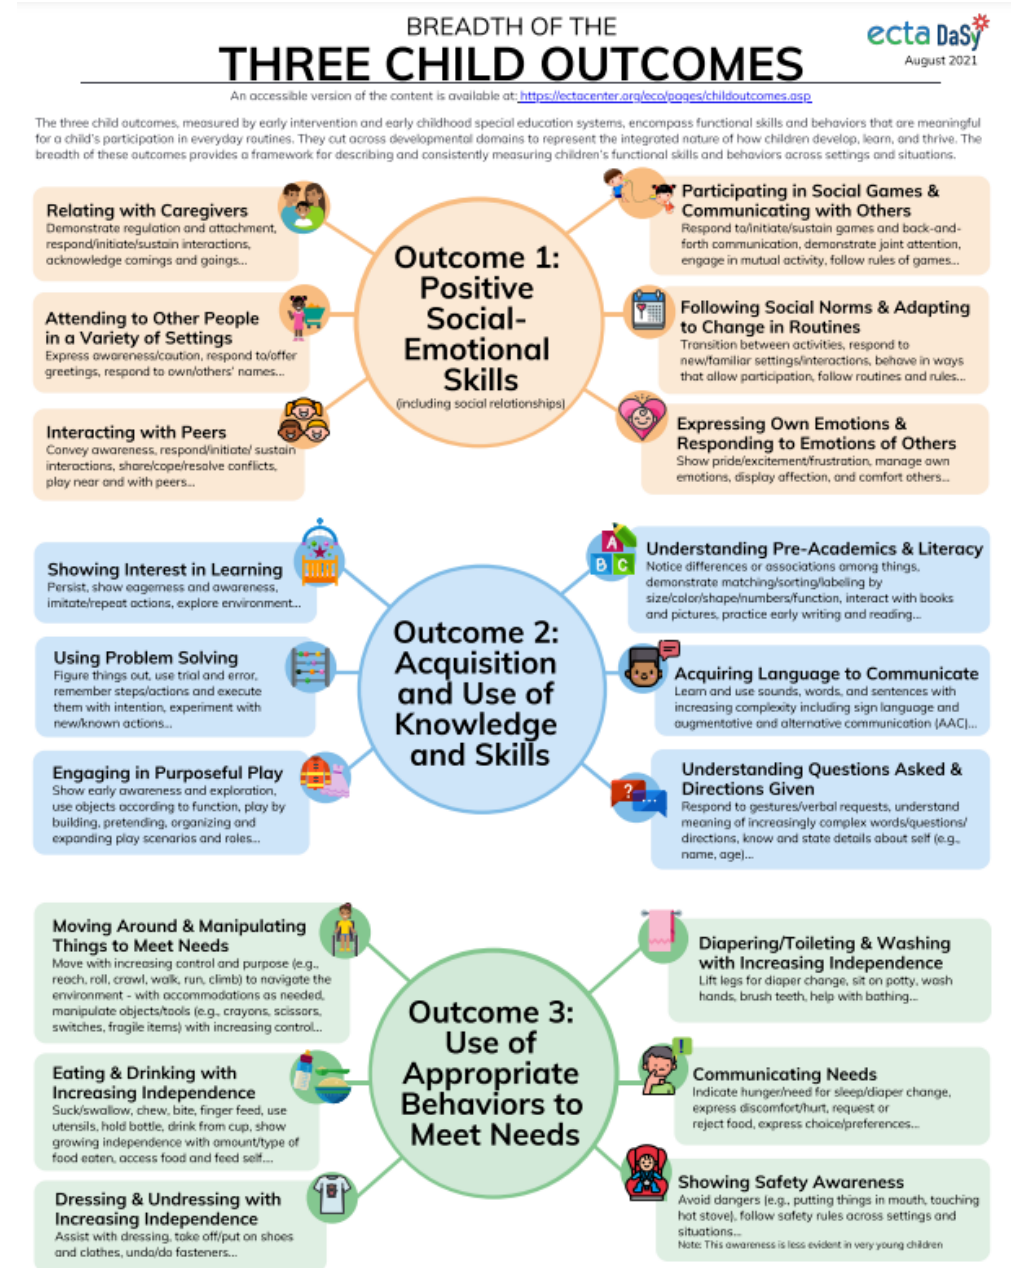 BREADTH OF THE
THREE CHILD OUTCOMES
ecta DaSy
August 2021
An accessible version of the content is available at: https://ectacenter.org/eco/pages/childoutcomes.asp
The three child outcomes, measured by early intervention and early childhood special education systems, encompass functional skills and behaviors that are meaningful
for a child's participation in everyday routines. They cut across developmental domains to represent the integrated nature of how children develop, learn, and thrive. The
breadth of these outcomes provides a framework for describing and consistently measuring children's functional skills and behaviors across settings and situations.
Outcome 1:
Positive
Social-
Emotional
Skills
(including social relationships)
Relating with Caregivers
Demonstrate regulation and attachment,
respond/initiate/sustain interactions,
acknowledge comings and goings...
Attending to Other People
in a Variety of Settings
Express awareness/caution, respond to/offer
greetings, respond to own/others' names...
Interacting with Peers
Convey awareness, respond/initiate/ sustain
interactions, share/cope/resolve conflicts,
play near and with peers...
Participating in Social Games &
Communicating with Others
Respond to/initiate/sustain games and back-and-
forth communication, demonstrate joint attention,
engage in mutual activity, follow rules of games...
Following Social Norms & Adapting
to Change in Routines
Transition between activities, respond to
new/familiar settings/interactions, behave in ways
that allow participation, follow routines and rules...
Expressing Own Emotions &
Responding to Emotions of Others
Show pride/excitement/frustration, manage own
emotions, display affection, and comfort others...
Outcome 2:
Acquisition
and Use of
Knowledge
and Skills
Showing Interest in Learning
Persist, show eagerness and awareness,
imitate/repeat actions, explore environment...
Using Problem Solving
Figure things out, use trial and error,
remember steps/actions and execute
them with intention, experiment with
new/known actions...
Engaging in Purposeful Play
Show early awareness and exploration,
use objects according to function, play by
building, pretending, organizing and
expanding play scenarios and roles...
A
B C
Understanding Pre-Academics & Literacy
Notice differences or associations among things,
demonstrate matching/sorting/labeling by
size/color/shape/numbers/function, interact with books
and pictures, practice early writing and reading...
Acquiring Language to Communicate
Learn and use sounds, words, and sentences with
increasing complexity including sign language and
augmentative and alternative communication (AAC)...
? ...
Understanding Questions Asked &
Directions Given
Respond to gestures/verbal requests, understand
meaning of increasingly complex words/questions/
directions, know and state details about self (e.g.,
name, age)...
Outcome 3:
Use of
Appropriate
Behaviors to
Meet Needs
Moving Around & Manipulating
Things to Meet Needs
Move with increasing control and purpose (e.g.,
reach, roll, crawl, walk, run, climb) to navigate the
environment - with accommodations as needed,
manipulate objects/tools (e.g., crayons, scissors,
switches, fragile items) with increasing control...
Eating & Drinking with
Increasing Independence
Suck/swallow, chew, bite, finger feed, use
utensils, hold bottle, drink from cup, show
growing independence with amount/type of
food eaten, access food and feed self....
Dressing & Undressing with
Increasing Independence
Assist with dressing, take off/put on shoes
and clothes, undo/do fasteners...
Diapering/Toileting & Washing
with Increasing Independence
Lift legs for diaper change, sit on potty, wash
hands, brush teeth, help with bathing...
!
Communicating Needs
Indicate hunger/need for sleep/diaper change,
express discomfort/hurt, request or
reject food, express choice/preferences...
Showing Safety Awareness
Avoid dangers (e.g., putting things in mouth, touching
hot stove), follow safety rules across settings and
situations...
Note: This awareness is less evident in very young children